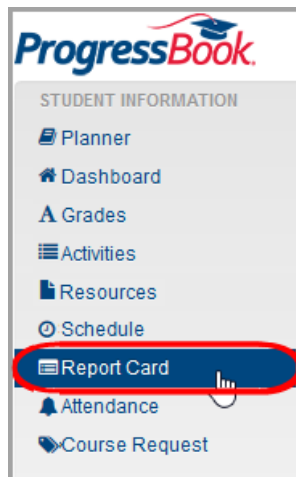 ProgressBook
STUDENT INFORMATION
Planner
Dashboard
Grades
Activities
Resources
Schedule
Report Card
Attendance
Course Request